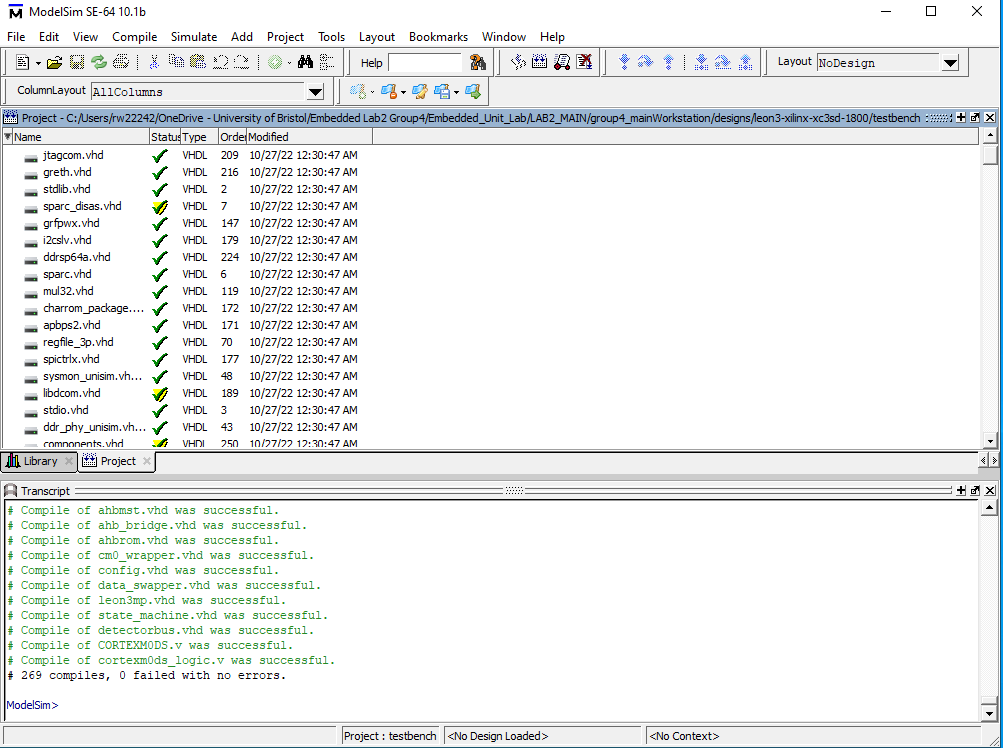 ModelSim SE-64 10.1b
File Edit View Compile Simulate Add Project Tools Layout Bookmarks Window Help
Help Layout NoDesign
ColumnLayout AllColumns
Project - C:/Users/rw22242/OneDrive - University of Bristol/Embedded Lab2 Group4/Embedded_Unit_Lab/LAB2_MAIN/group4_mainWorkstation/designs/leon3-xilinx-xc3sd-1800/testbench
Name Status Type Order Modified
jtagcom.vhd VHDL 209 10/27/22 12:30:47 AM
greth.vhd VHDL 216 10/27/22 12:30:47 AM
stdlib.vhd VHDL 2 10/27/22 12:30:47 AM
sparc_disas.vhd VHDL 7 10/27/22 12:30:47 AM
grfpwx.vhd VHDL 147 10/27/22 12:30:47 AM
i2cslv.vhd VHDL 179 10/27/22 12:30:47 AM
ddrsp64a.vhd VHDL 224 10/27/22 12:30:47 AM
sparc.vhd VHDL 6 10/27/22 12:30:47 AM
mul32.vhd VHDL 119 10/27/22 12:30:47 AM
charrom_package.... VHDL 172 10/27/22 12:30:47 AM
apbps2.vhd VHDL 171 10/27/22 12:30:47 AM
regfile_3p.vhd VHDL 70 10/27/22 12:30:47 AM
spictrlx.vhd VHDL 177 10/27/22 12:30:47 AM
sysmon_unisim.vh... VHDL 48 10/27/22 12:30:47 AM
libdcom.vhd VHDL 189 10/27/22 12:30:47 AM
stdio.vhd VHDL 3 10/27/22 12:30:47 AM
ddr_phy_unisim.vh... VHDL 43 10/27/22 12:30:47 AM
components.vhd VHDL 250 10/27/22 12:30:47 AM
Library Project
Transcript
# Compile of ahbmst.vhd was successful.
# Compile of ahb_bridge.vhd was successful.
# Compile of ahbrom.vhd was successful.
# Compile of cm0_wrapper.vhd was successful.
# Compile of config.vhd was successful.
# Compile of data_swapper.vhd was successful.
# Compile of leon3mp.vhd was successful.
# Compile of state_machine.vhd was successful.
# Compile of detectorbus.vhd was successful.
# Compile of CORTEXM0DS.v was successful.
# Compile of cortexm0ds_logic.v was successful.
# 269 compiles, 0 failed with no errors.
ModelSim>
Project : testbench <No Design Loaded> <No Context>